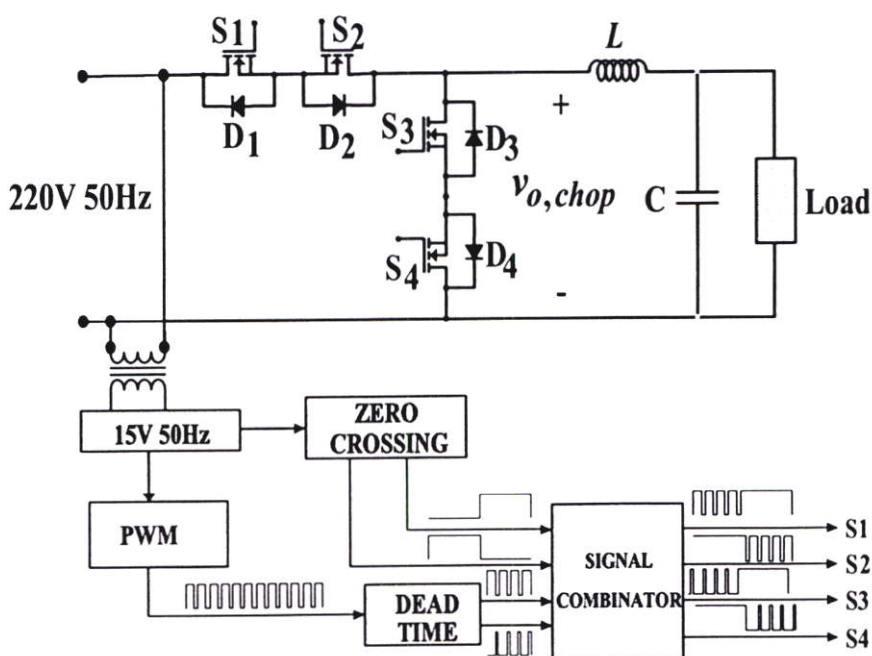 S1
S2
L
D1
D2
+
S3
D3
220V 50Hz
vo,chop
C
Load
S4
D4
-
15V 50Hz
ZERO
CROSSING
PWM
SIGNAL
COMBINATOR
DEAD
TIME
S1
S2
S3
S4